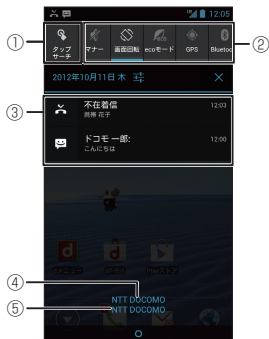 12:05
①
タップ
サーチ
マナー
画面回転
ecoモード
GPS
Bluetoo
②
2012年10月11日 木
③
不在着信
携帯 花子
12:03
ドコモ 一郎:
こんにちは
12:00
④
NTT DOCOMO
⑤
NTT DOCOMO